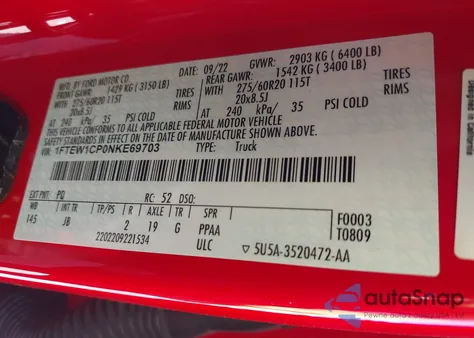 MFD. BY FORD MOTOR CO.
DATE: 09/22 GVWR: 2903 KG (6400 LB)
FRONT GAWR: 1429 KG (3150 LB) REAR GAWR: 1542 KG (3400 LB)
275/60R20 115T TIRES 275/60R20 115T TIRES
20x8.5J RIMS 20x8.5J RIMS
AT 240 kPa/ 35 PSI COLD AT 240 kPa/ 35 PSI COLD
THIS VEHICLE CONFORMS TO ALL APPLICABLE FEDERAL MOTOR VEHICLE
SAFETY STANDARDS IN EFFECT ON THE DATE OF MANUFACTURE SHOWN ABOVE.
VIN: 1FTEW1CP0NKE69703 TYPE: Truck
EXT PNT: PQ RC: 52 DSO:
WB TP/PS R AXLE TR SPR
145 JB 2 19 G PPAA F0003
2202209221534 ULC T0809
▽ 5U5A-3520472-AA
autoSnap